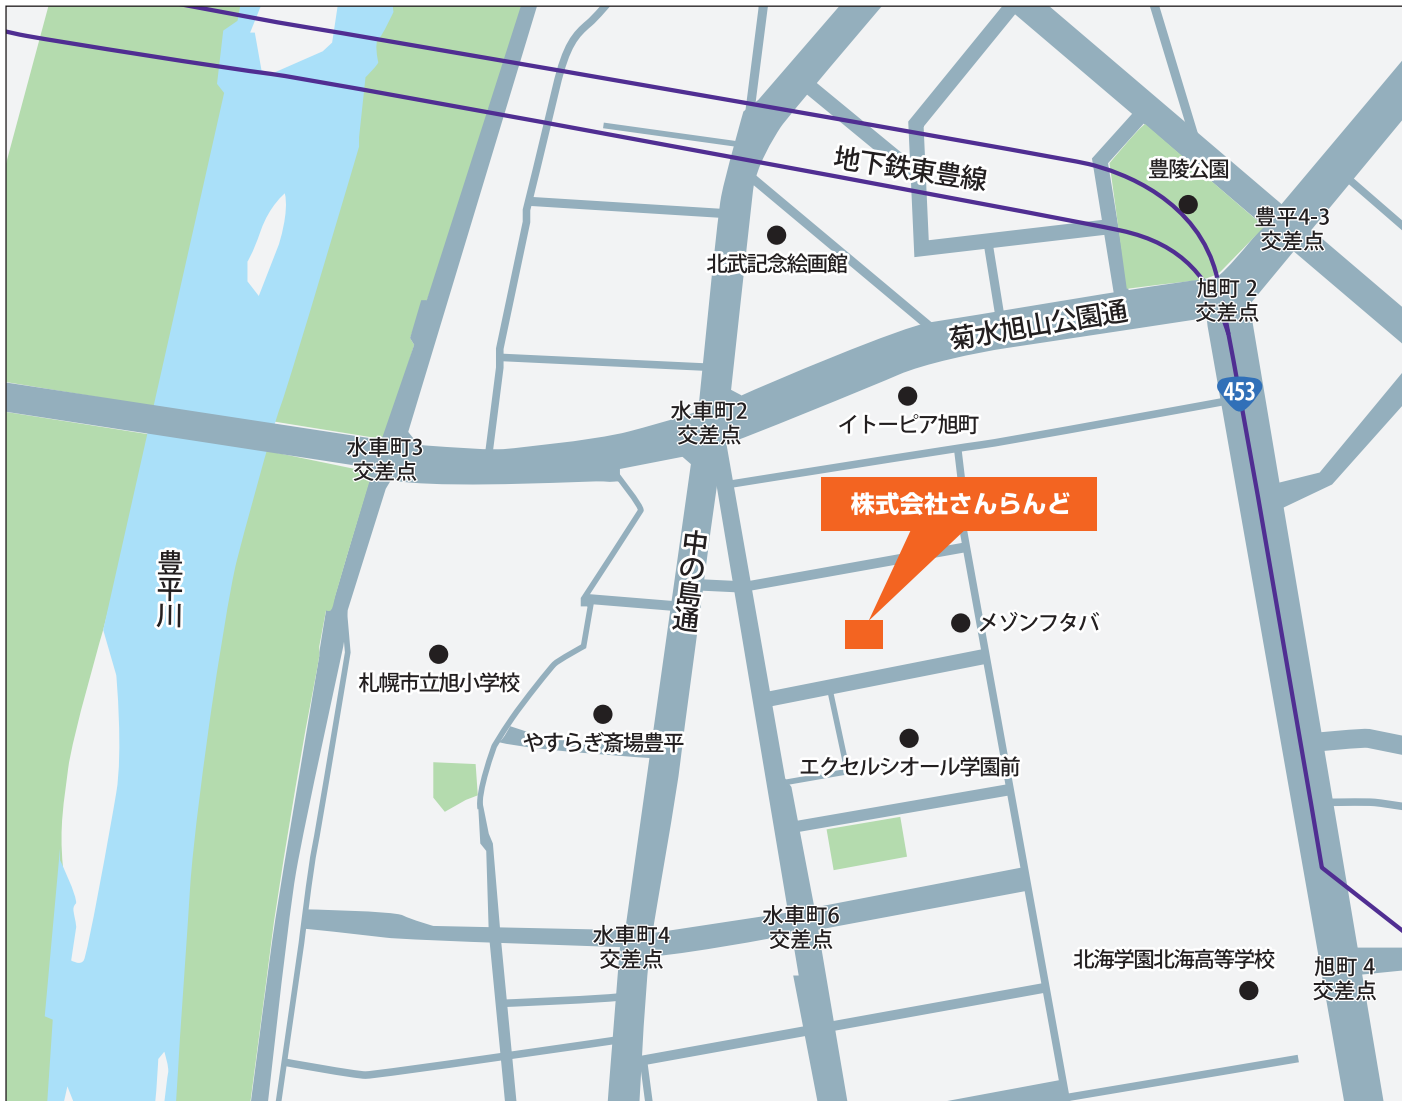 地下鉄東豊線
豊陵公園
豊平4-3
交差点
北武記念絵画館
旭町 2
交差点
菊水旭山公園通
453
水車町2
交差点
イトーピア旭町
水車町3
交差点
株式会社さんらんど
中の島通
豊平川
メゾンフタバ
札幌市立旭小学校
やすらぎ斎場豊平
エクセルシオール学園前
水車町6
交差点
水車町4
交差点
北海学園北海高等学校
旭町 4
交差点